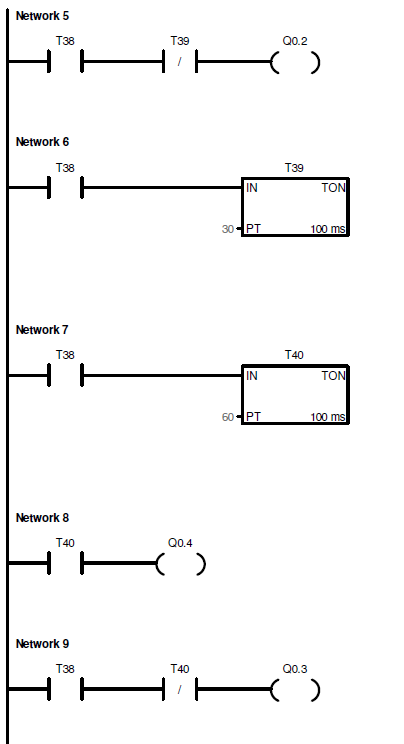 Network 5
T38 T39 Q0.2
/
Network 6
T38 T39
IN TON
30 PT 100 ms
Network 7
T38 T40
IN TON
60 PT 100 ms
Network 8
T40 Q0.4
Network 9
T38 T40 Q0.3
/